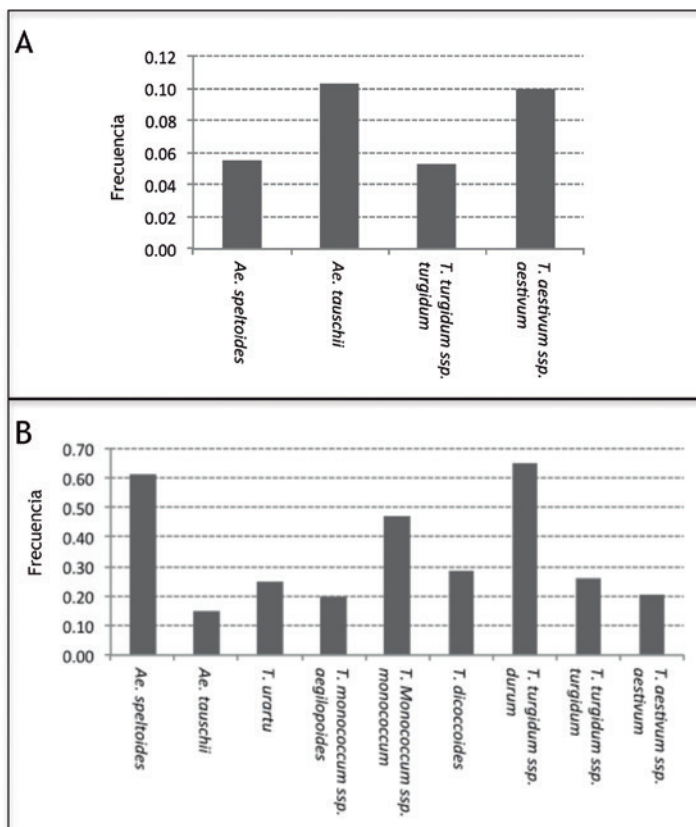 A
Frecuencia
0.12
0.10
0.08
0.06
0.04
0.02
0.00
Ae. speltoides
Ae. tauschii
T. turgidum ssp.
turgidum
T. aestivum ssp.
aestivum
B
Frecuencia
0.70
0.60
0.50
0.40
0.30
0.20
0.10
0.00
Ae. speltoides
Ae. tauschii
T. urartu
T. monococcum ssp.
aegilopoides
T. Monococcum ssp.
monococcum
T. dicoccoides
T. turgidum ssp.
durum
T. turgidum ssp.
turgidum
T. aestivum ssp.
aestivum